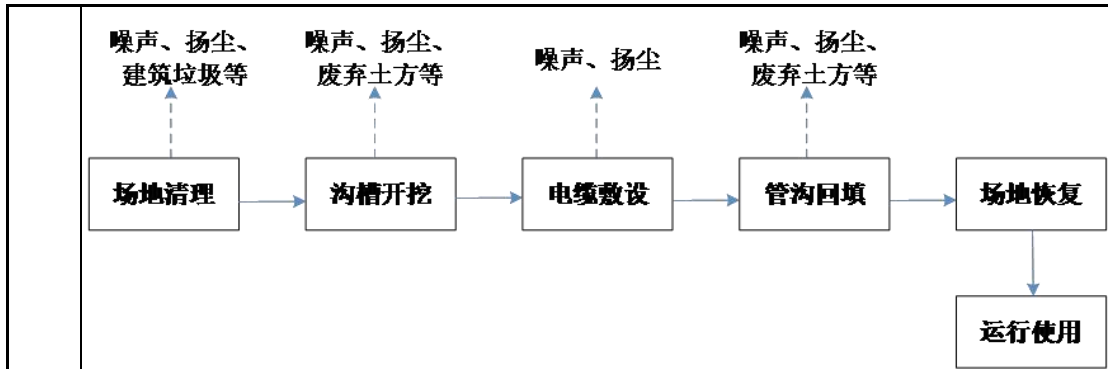 噪声、扬尘、
建筑垃圾等
噪声、扬尘、
废弃土方等
噪声、扬尘
噪声、扬尘、
废弃土方等
场地清理
沟槽开挖
电缆敷设
管沟回填
场地恢复
运行使用